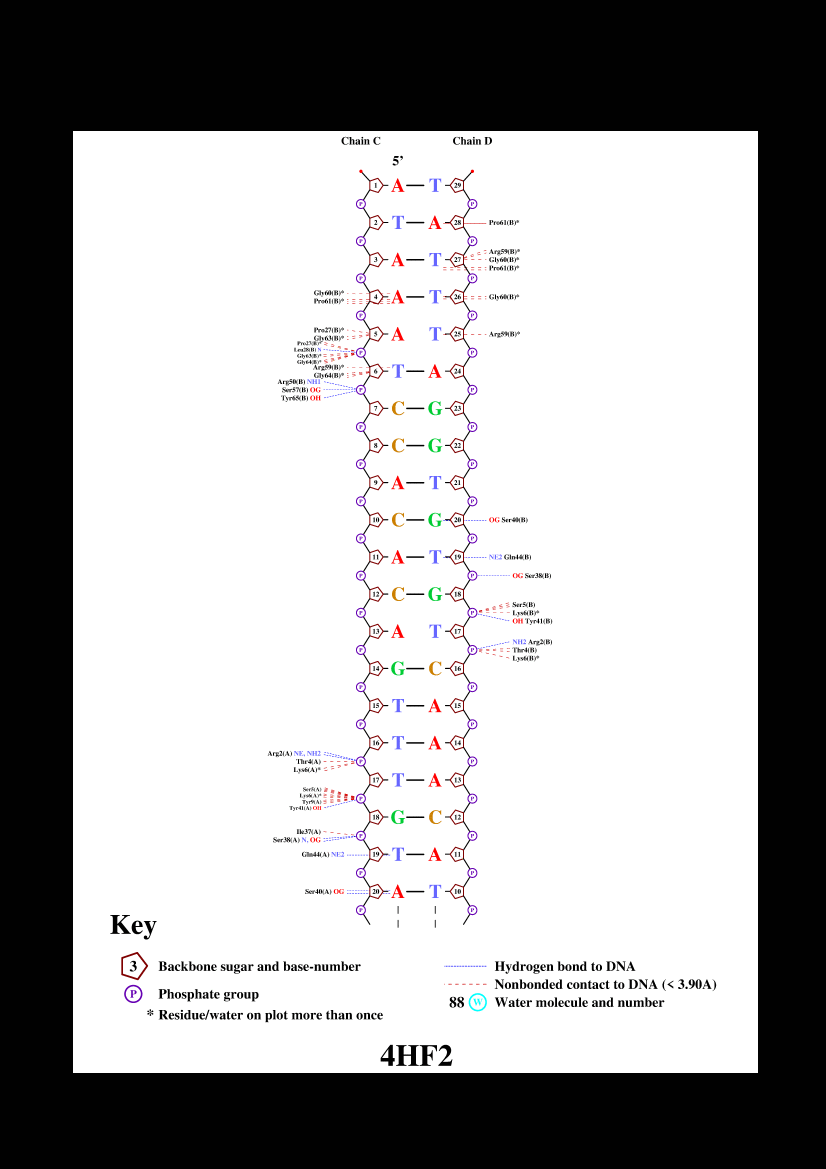 Chain C Chain D
5'
1 A T 29
P P
2 T A 28 Pro61(B)*
P P
Arg59(B)*
3 A T 27 Gly60(B)*
Pro61(B)*
P P
Gly60(B)*
4 A T 26 Gly60(B)*
Pro61(B)*
P P
Pro27(B)*
5 A T 25 Arg59(B)*
Gly63(B)*
Pro27(B)*
Leu28(B) N P P
Gly63(B)*
Gly64(B)*
Arg59(B)*
6 T A 24
Gly64(B)*
Arg50(B) NH1
Ser57(B) OG P P
Tyr65(B) OH
7 C G 23
P P
8 C G 22
P P
9 A T 21
P P
10 C G 20 OG Ser40(B)
P P
11 A T 19 NE2 Gln44(B)
P P OG Ser38(B)
12 C G 18
Ser5(B)
P P Lys6(B)*
OH Tyr41(B)
13 A T 17
NH2 Arg2(B)
P P Thr4(B)
Lys6(B)*
14 G C 16
P P
15 T A 15
P P
16 T A 14
Arg2(A) NE, NH2
Thr4(A) P P
Lys6(A)*
17 T A 13
Ser5(A)
Lys6(A)* P P
Tyr9(A)
Tyr41(A) OH
18 G C 12
Ile37(A)
P P
Ser38(A) N, OG
Gln44(A) NE2 19 T A 11
P P
Ser40(A) OG 20 A T 10
P P
Key
3 Backbone sugar and base-number
P Phosphate group
* Residue/water on plot more than once
Hydrogen bond to DNA
Nonbonded contact to DNA (< 3.90A)
88 W Water molecule and number
4HF2